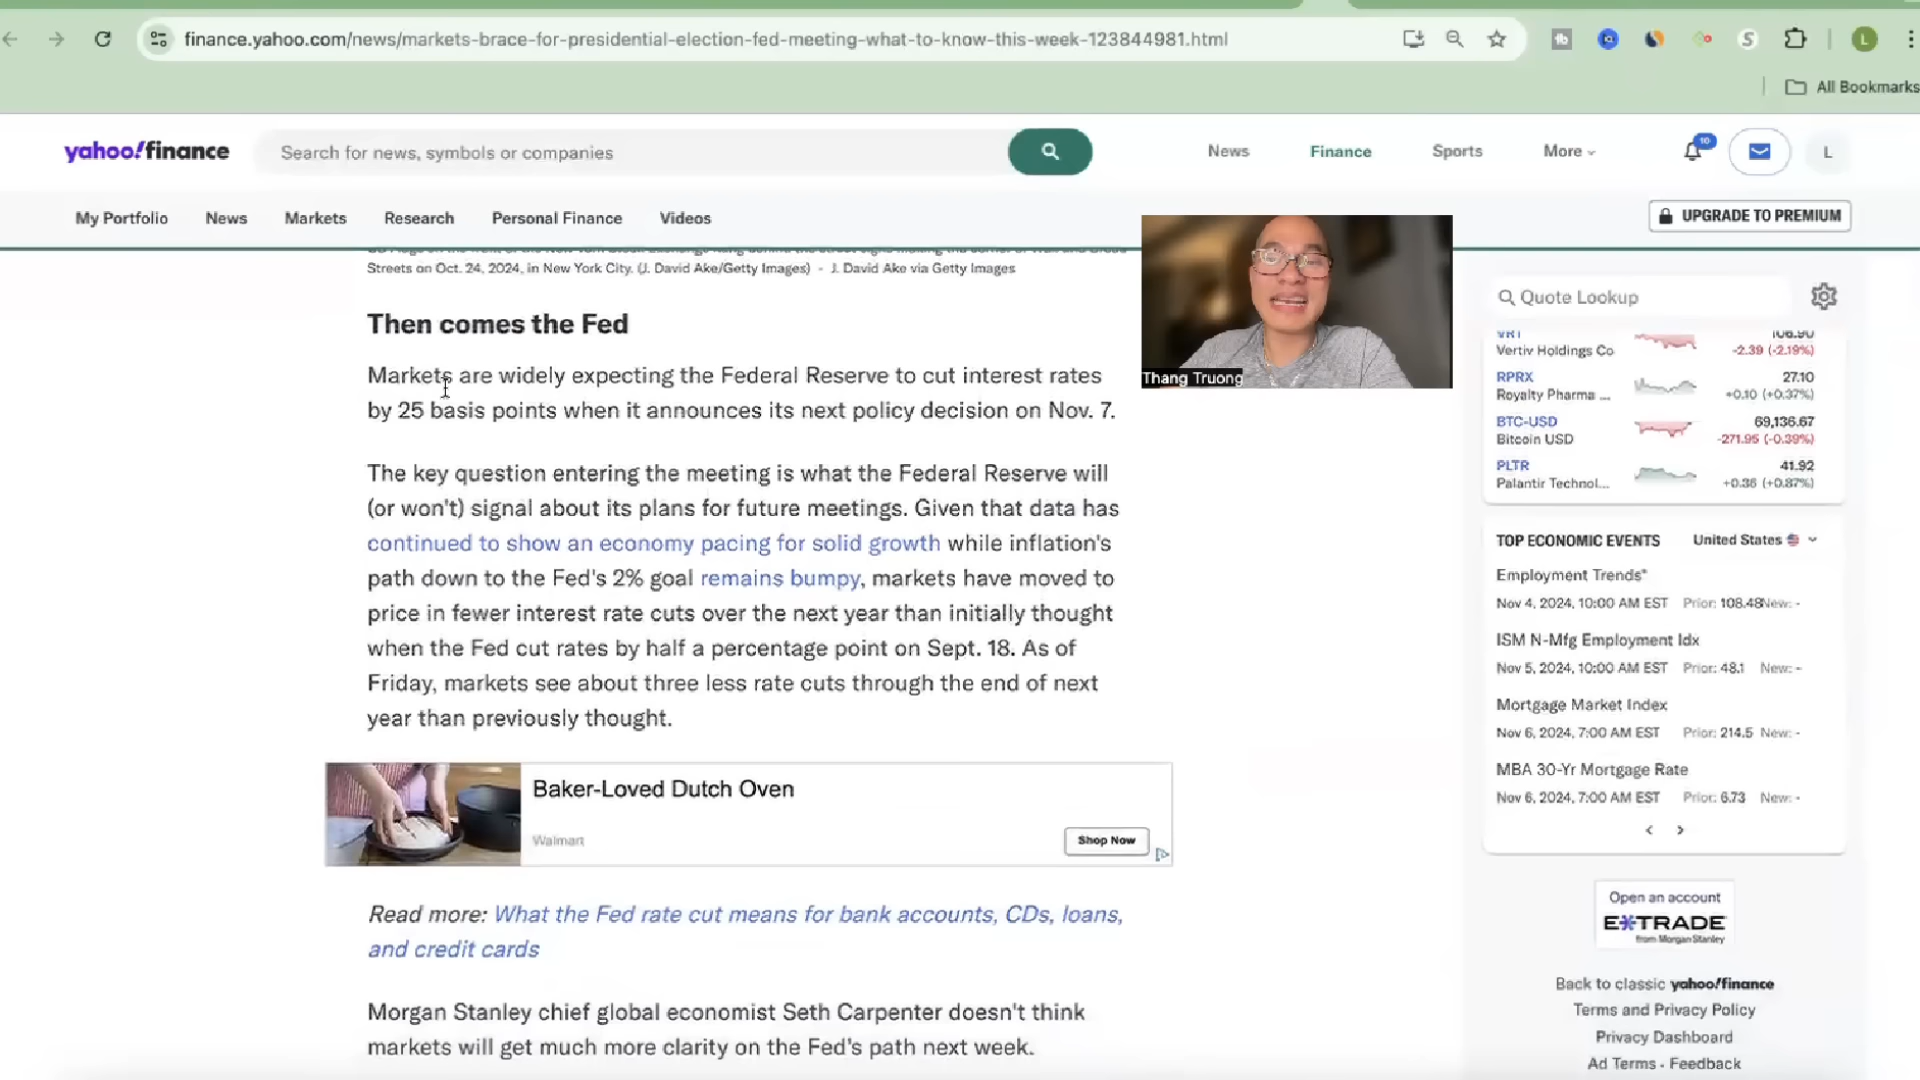 finance.yahoo.com/news/markets-brace-for-presidential-election-fed-meeting-what-to-know-this-week-123844981.html
L
All Bookmarks
yahoo!finance
Search for news, symbols or companies
News
Finance
Sports
More
10
L
My Portfolio
News
Markets
Research
Personal Finance
Videos
UPGRADE TO PREMIUM
Streets on Oct. 24, 2024, in New York City. (J. David Ake/Getty Images) - J. David Ake via Getty Images
Then comes the Fed
Markets are widely expecting the Federal Reserve to cut interest rates
by 25 basis points when it announces its next policy decision on Nov. 7.
The key question entering the meeting is what the Federal Reserve will
(or won't) signal about its plans for future meetings. Given that data has
continued to show an economy pacing for solid growth while inflation's
path down to the Fed's 2% goal remains bumpy, markets have moved to
price in fewer interest rate cuts over the next year than initially thought
when the Fed cut rates by half a percentage point on Sept. 18. As of
Friday, markets see about three less rate cuts through the end of next
year than previously thought.
Baker-Loved Dutch Oven
Walmart
Shop Now
Read more: What the Fed rate cut means for bank accounts, CDs, loans,
and credit cards
Morgan Stanley chief global economist Seth Carpenter doesn't think
markets will get much more clarity on the Fed's path next week.
Thang Truong
Quote Lookup
VRT 106.90
Vertiv Holdings Co -2.39 (-2.19%)
RPRX 27.10
Royalty Pharma ... +0.10 (+0.37%)
BTC-USD 69,136.67
Bitcoin USD -271.95 (-0.39%)
PLTR 41.92
Palantir Technol... +0.36 (+0.87%)
TOP ECONOMIC EVENTS United States
Employment Trends*
Nov 4, 2024, 10:00 AM EST Prior: 108.48 New: -
ISM N-Mfg Employment Idx
Nov 5, 2024, 10:00 AM EST Prior: 48.1 New: -
Mortgage Market Index
Nov 6, 2024, 7:00 AM EST Prior: 214.5 New: -
MBA 30-Yr Mortgage Rate
Nov 6, 2024, 7:00 AM EST Prior: 6.73 New: -
Open an account
E*TRADE
from Morgan Stanley
Back to classic yahoo!finance
Terms and Privacy Policy
Privacy Dashboard
Ad Terms - Feedback